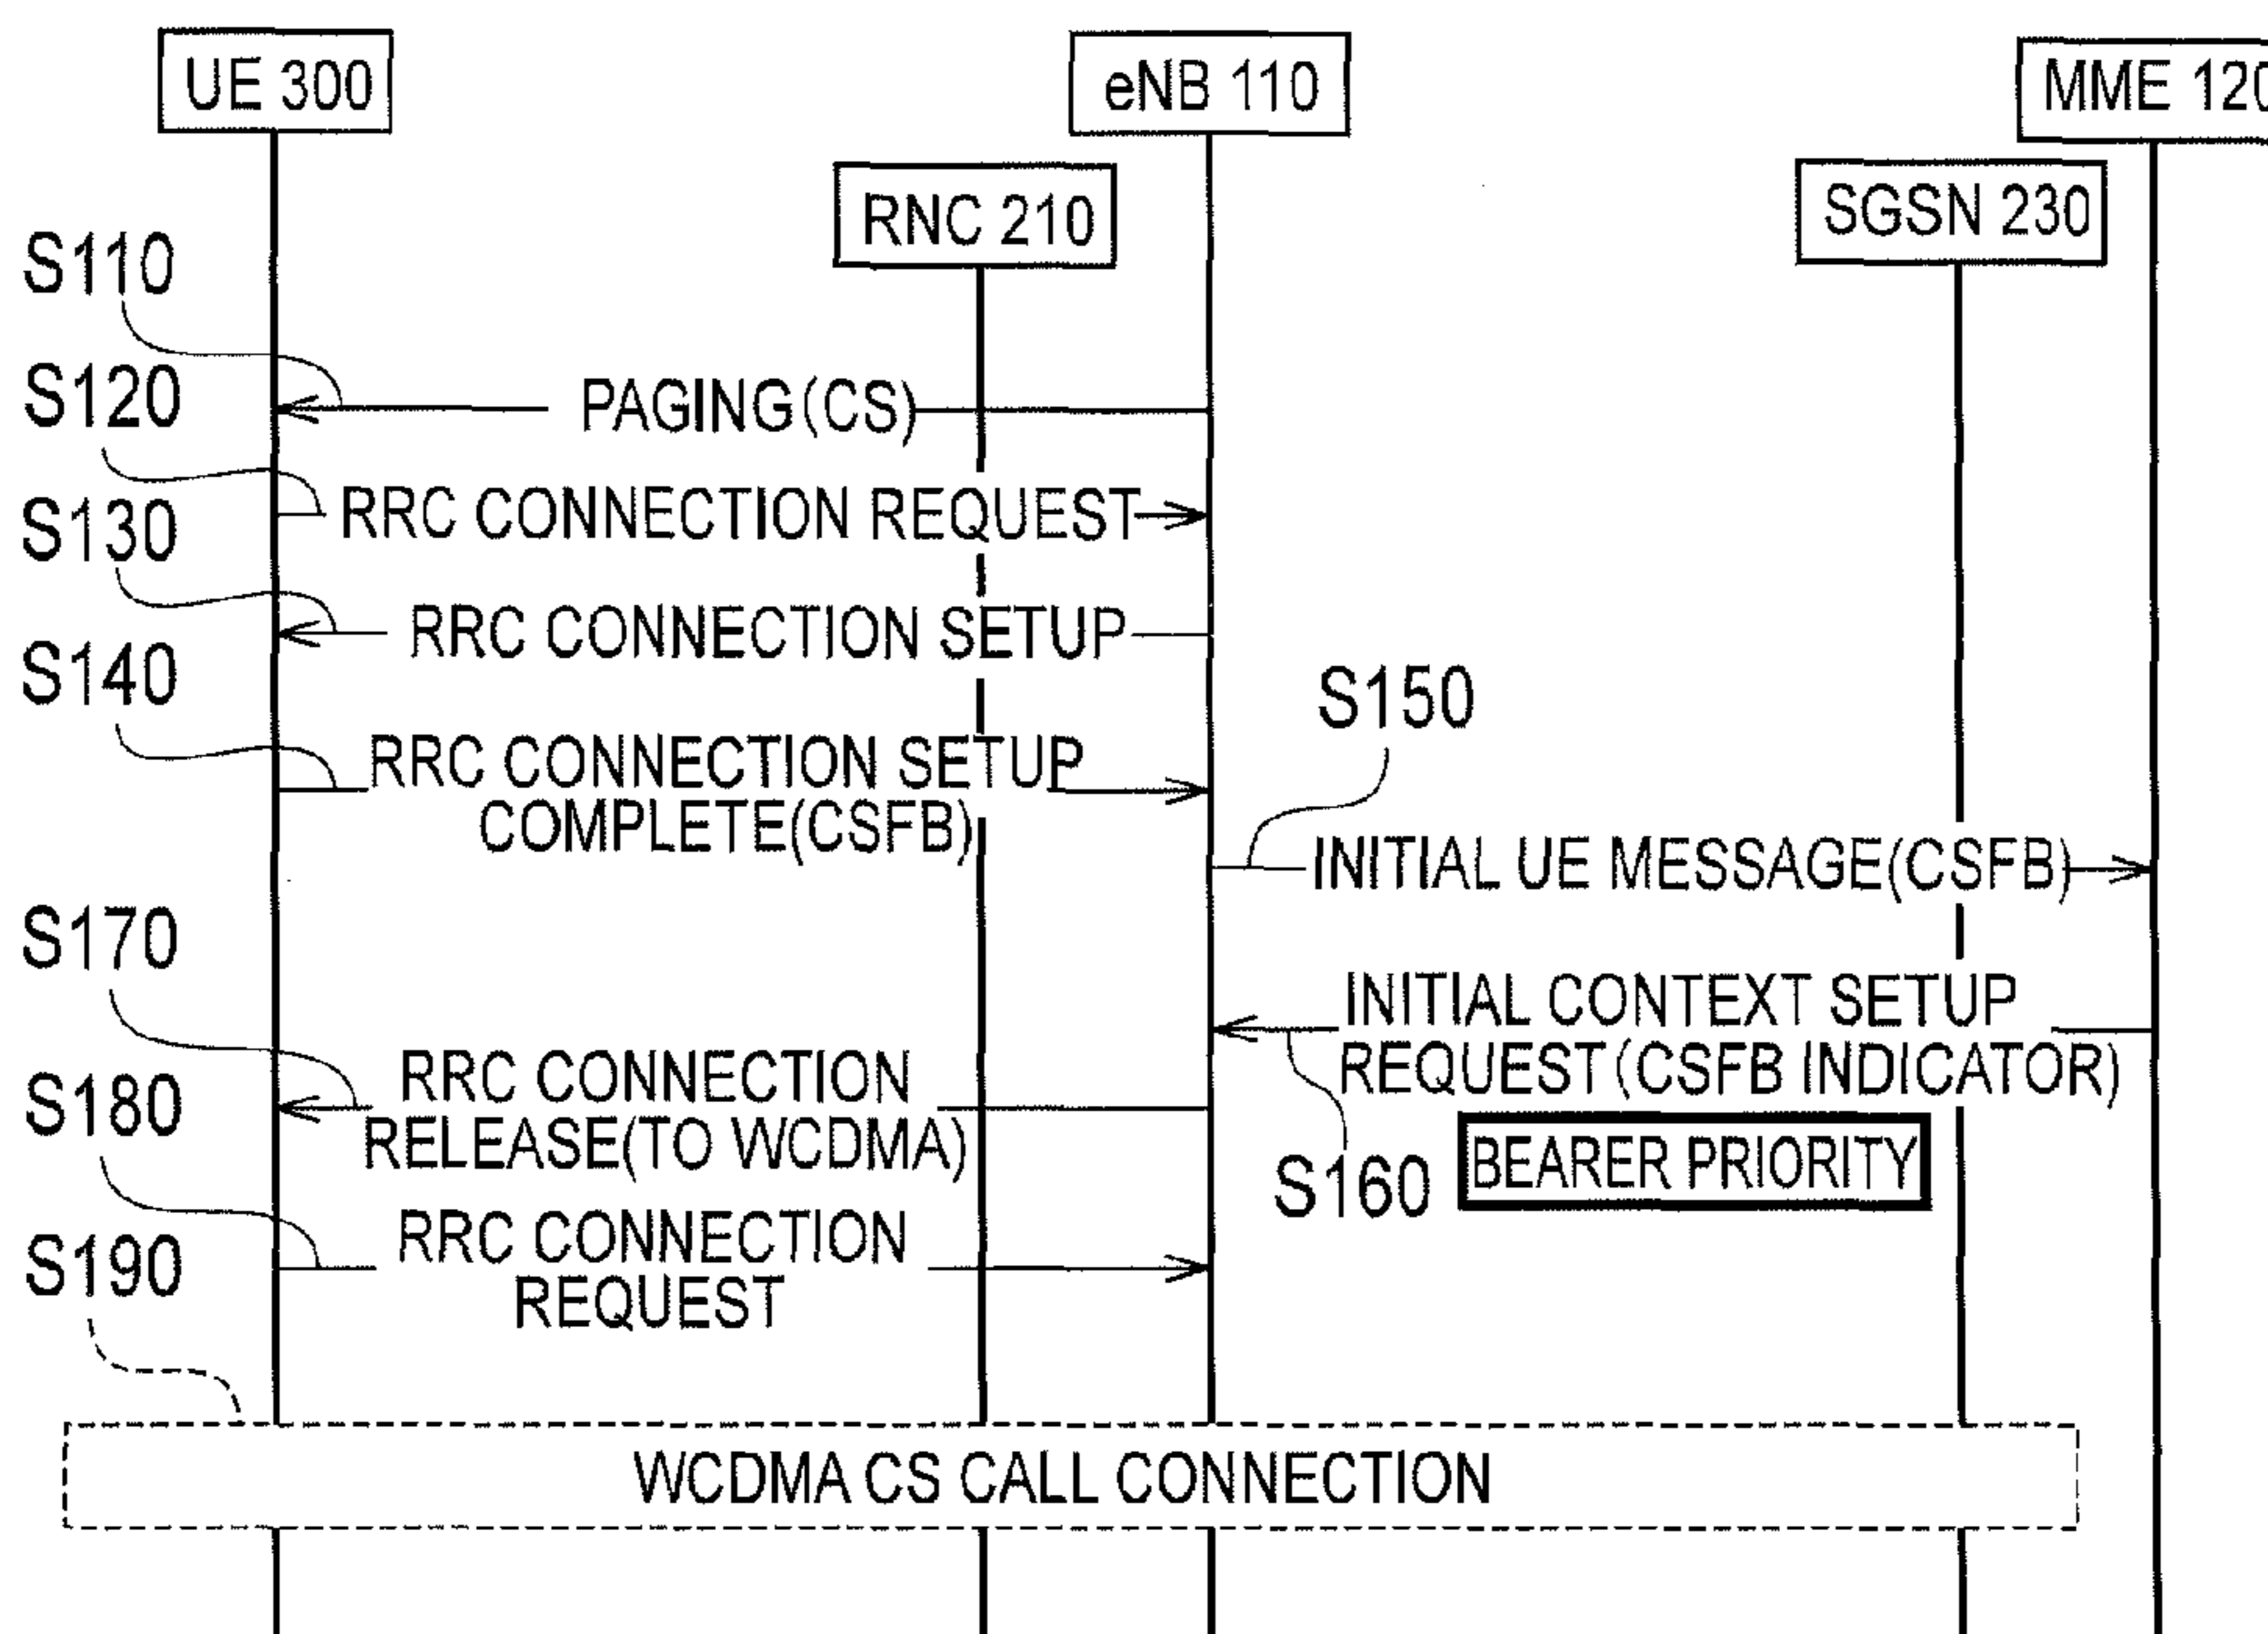 UE 300
eNB 110
MME 120
RNC 210
SGSN 230
S110
PAGING(CS)
S120
RRC CONNECTION REQUEST
S130
RRC CONNECTION SETUP
S140
RRC CONNECTION SETUP
COMPLETE(CSFB)
S150
INITIAL UE MESSAGE(CSFB)
INITIAL CONTEXT SETUP
REQUEST(CSFB INDICATOR)
S160
BEARER PRIORITY
S170
RRC CONNECTION
RELEASE(TO WCDMA)
S180
RRC CONNECTION
REQUEST
S190
WCDMA CS CALL CONNECTION